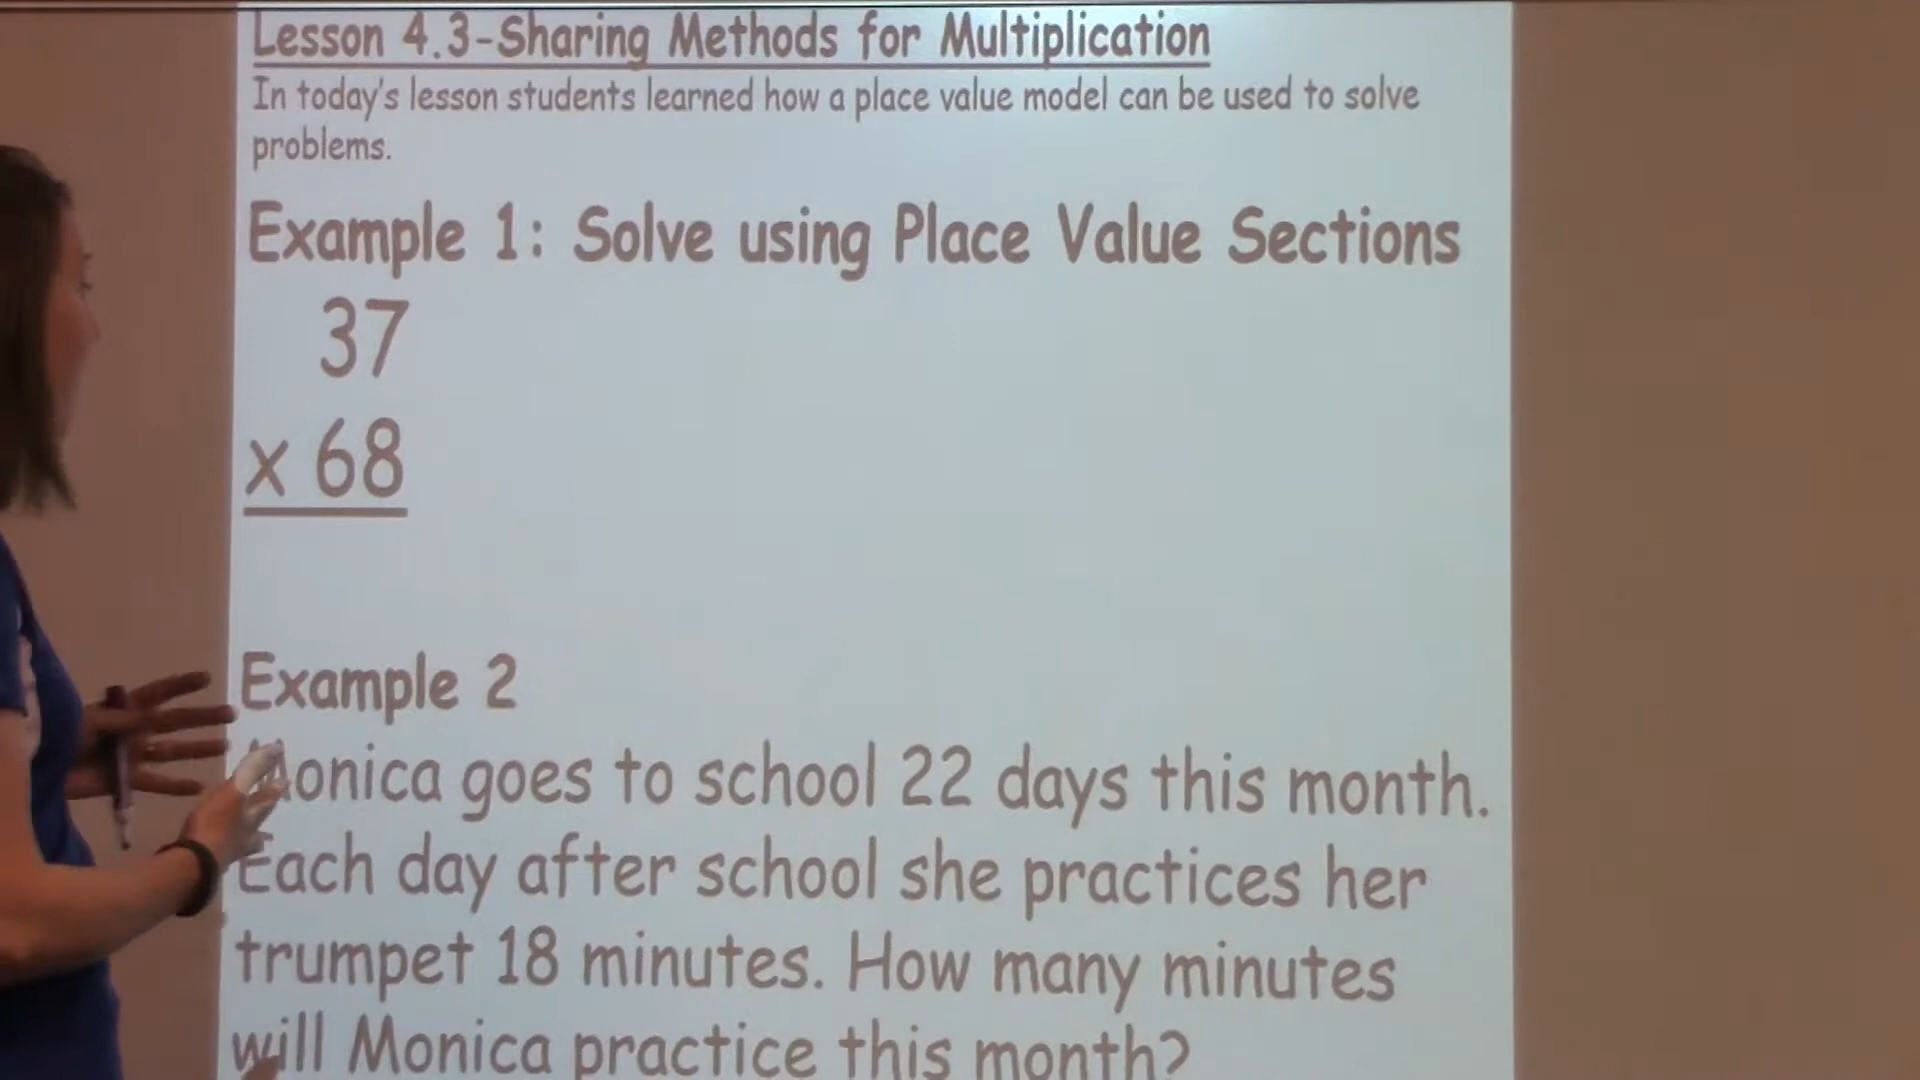 Lesson 4.3-Sharing Methods for Multiplication
In today's lesson students learned how a place value model can be used to solve
problems.
Example 1: Solve using Place Value Sections
37
x 68
Example 2
Monica goes to school 22 days this month.
Each day after school she practices her
trumpet 18 minutes. How many minutes
will Monica practice this month?